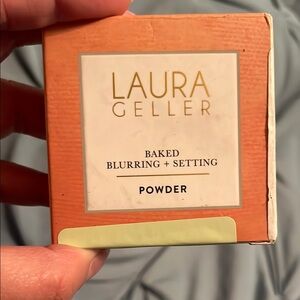 LAURA
GELLER
BAKED
BLURRING + SETTING
POWDER